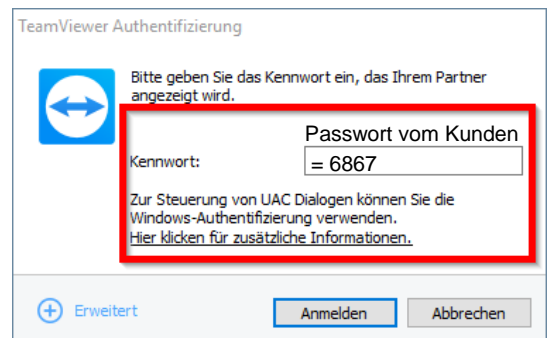 TeamViewer Authentifizierung
Bitte geben Sie das Kennwort ein, das Ihrem Partner
angezeigt wird.
Passwort vom Kunden
Kennwort: = 6867
Zur Steuerung von UAC Dialogen können Sie die
Windows-Authentifizierung verwenden.
Hier klicken für zusätzliche Informationen.
Erweitert Anmelden Abbrechen